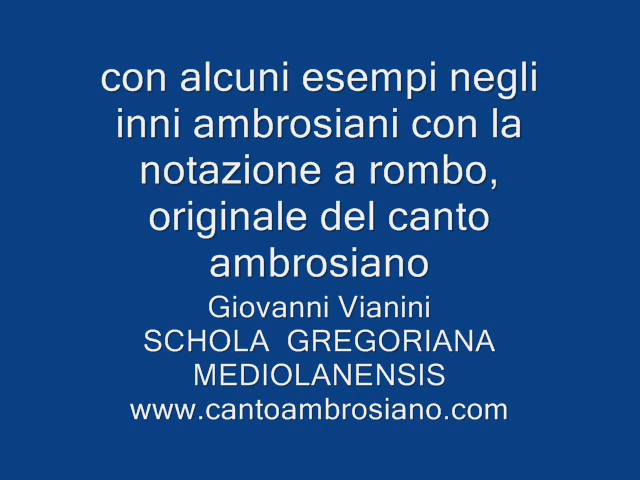 con alcuni esempi negli
inni ambrosiani con la
notazione a rombo,
originale del canto
ambrosiano
Giovanni Vianini
SCHOLA  GREGORIANA
MEDIOLANENSIS
www.cantoambrosiano.com